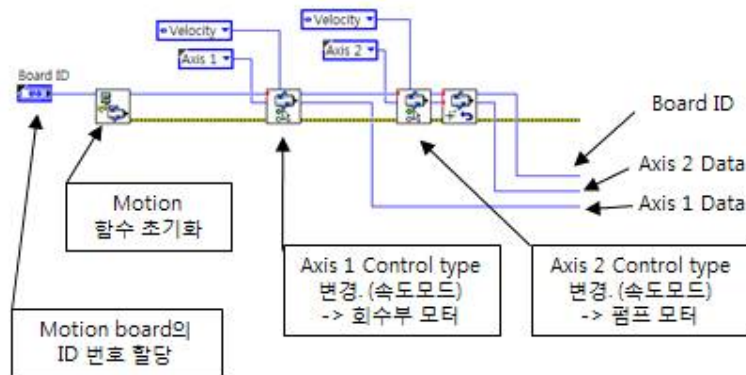 Velocity
Velocity
Axis 1
Axis 2
Board ID
Board ID
Axis 2 Data
Axis 1 Data
Motion
함수 초기화
Axis 1 Control type
변경. (속도모드)
-> 회수부 모터
Axis 2 Control type
변경. (속도모드)
-> 펌프 모터
Motion board의
ID 번호 할당